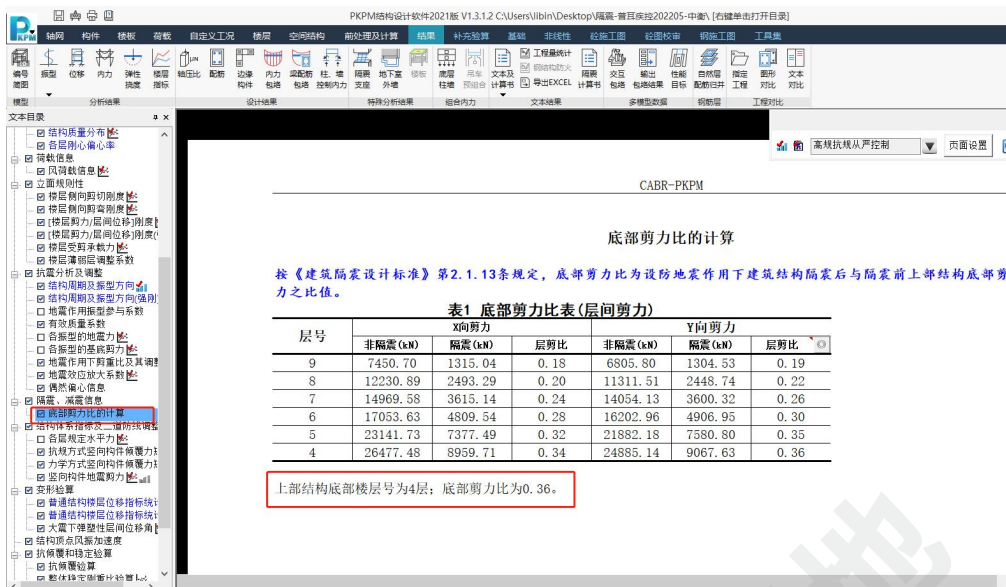 PKPM结构设计软件2021版 V1.3.1.2 C:\Users\libin\Desktop\隔震-普耳疾控202205-中衡\ [右键单击打开目录]
轴网 构件 楼板 荷载 自定义工况 楼层 空间结构 前处理及计算 结果 补充验算 基础 非线性 砼施工图 砼图校审 钢施工图 工具集
编号简图 振型 位移 内力 弹性挠度 楼层指标 轴压比 配筋 边缘构件 内力包络 梁配筋包络 柱、墙控制内力 隔震支座 地下室外墙 楼板 底层柱墙 吊车预组合 文本及计算书 工程量统计 钢结构防火 导出EXCEL 隔震计算书 交互包络 输出包络结果 性能目标 自然层配筋归并 指定工程 图形对比 文本对比
模型 分析结果 设计结果 特殊分析结果 组合内力 文本结果 多模型数据 钢筋层 工程对比
文本目录
结构质量分布
各层刚心偏心率
荷载信息
风荷载信息
立面规则性
楼层侧向剪切刚度
楼层侧向剪弯刚度
[楼层剪力/层间位移]刚度
[楼层剪力/层间位移]刚度(
楼层受剪承载力
楼层薄弱层调整系数
抗震分析及调整
结构周期及振型方向
结构周期及振型方向(强刚
地震作用振型参与系数
有效质量系数
各振型的地震力
各振型的基底剪力
地震作用下剪重比及其调整
地震效应放大系数
偶然偏心信息
隔震、减震信息
底部剪力比的计算
结构体系指标及二道防线调整
各层规定水平力
抗规方式竖向构件倾覆力
力学方式竖向构件倾覆力
竖向构件地震剪力
变形验算
普通结构楼层位移指标统计
普通结构楼层位移指标统
大震下弹塑性层间位移角
结构顶点风振加速度
抗倾覆和稳定验算
抗倾覆验算
整体稳定刚重比验算
高规抗规从严控制 页面设置
CABR-PKPM
底部剪力比的计算
按《建筑隔震设计标准》第2.1.13条规定，底部剪力比为设防地震作用下建筑结构隔震后与隔震前上部结构底部剪
力之比值。
表1 底部剪力比表(层间剪力)
层号 X向剪力 Y向剪力
非隔震(kN) 隔震(kN) 层剪比 非隔震(kN) 隔震(kN) 层剪比
9 7450.70 1315.04 0.18 6805.80 1304.53 0.19
8 12230.89 2493.29 0.20 11311.51 2448.74 0.22
7 14969.58 3615.14 0.24 14054.13 3600.32 0.26
6 17053.63 4809.54 0.28 16202.96 4906.95 0.30
5 23141.73 7377.49 0.32 21882.18 7580.80 0.35
4 26477.48 8959.71 0.34 24885.14 9067.63 0.36
上部结构底部楼层号为4层；底部剪力比为0.36。